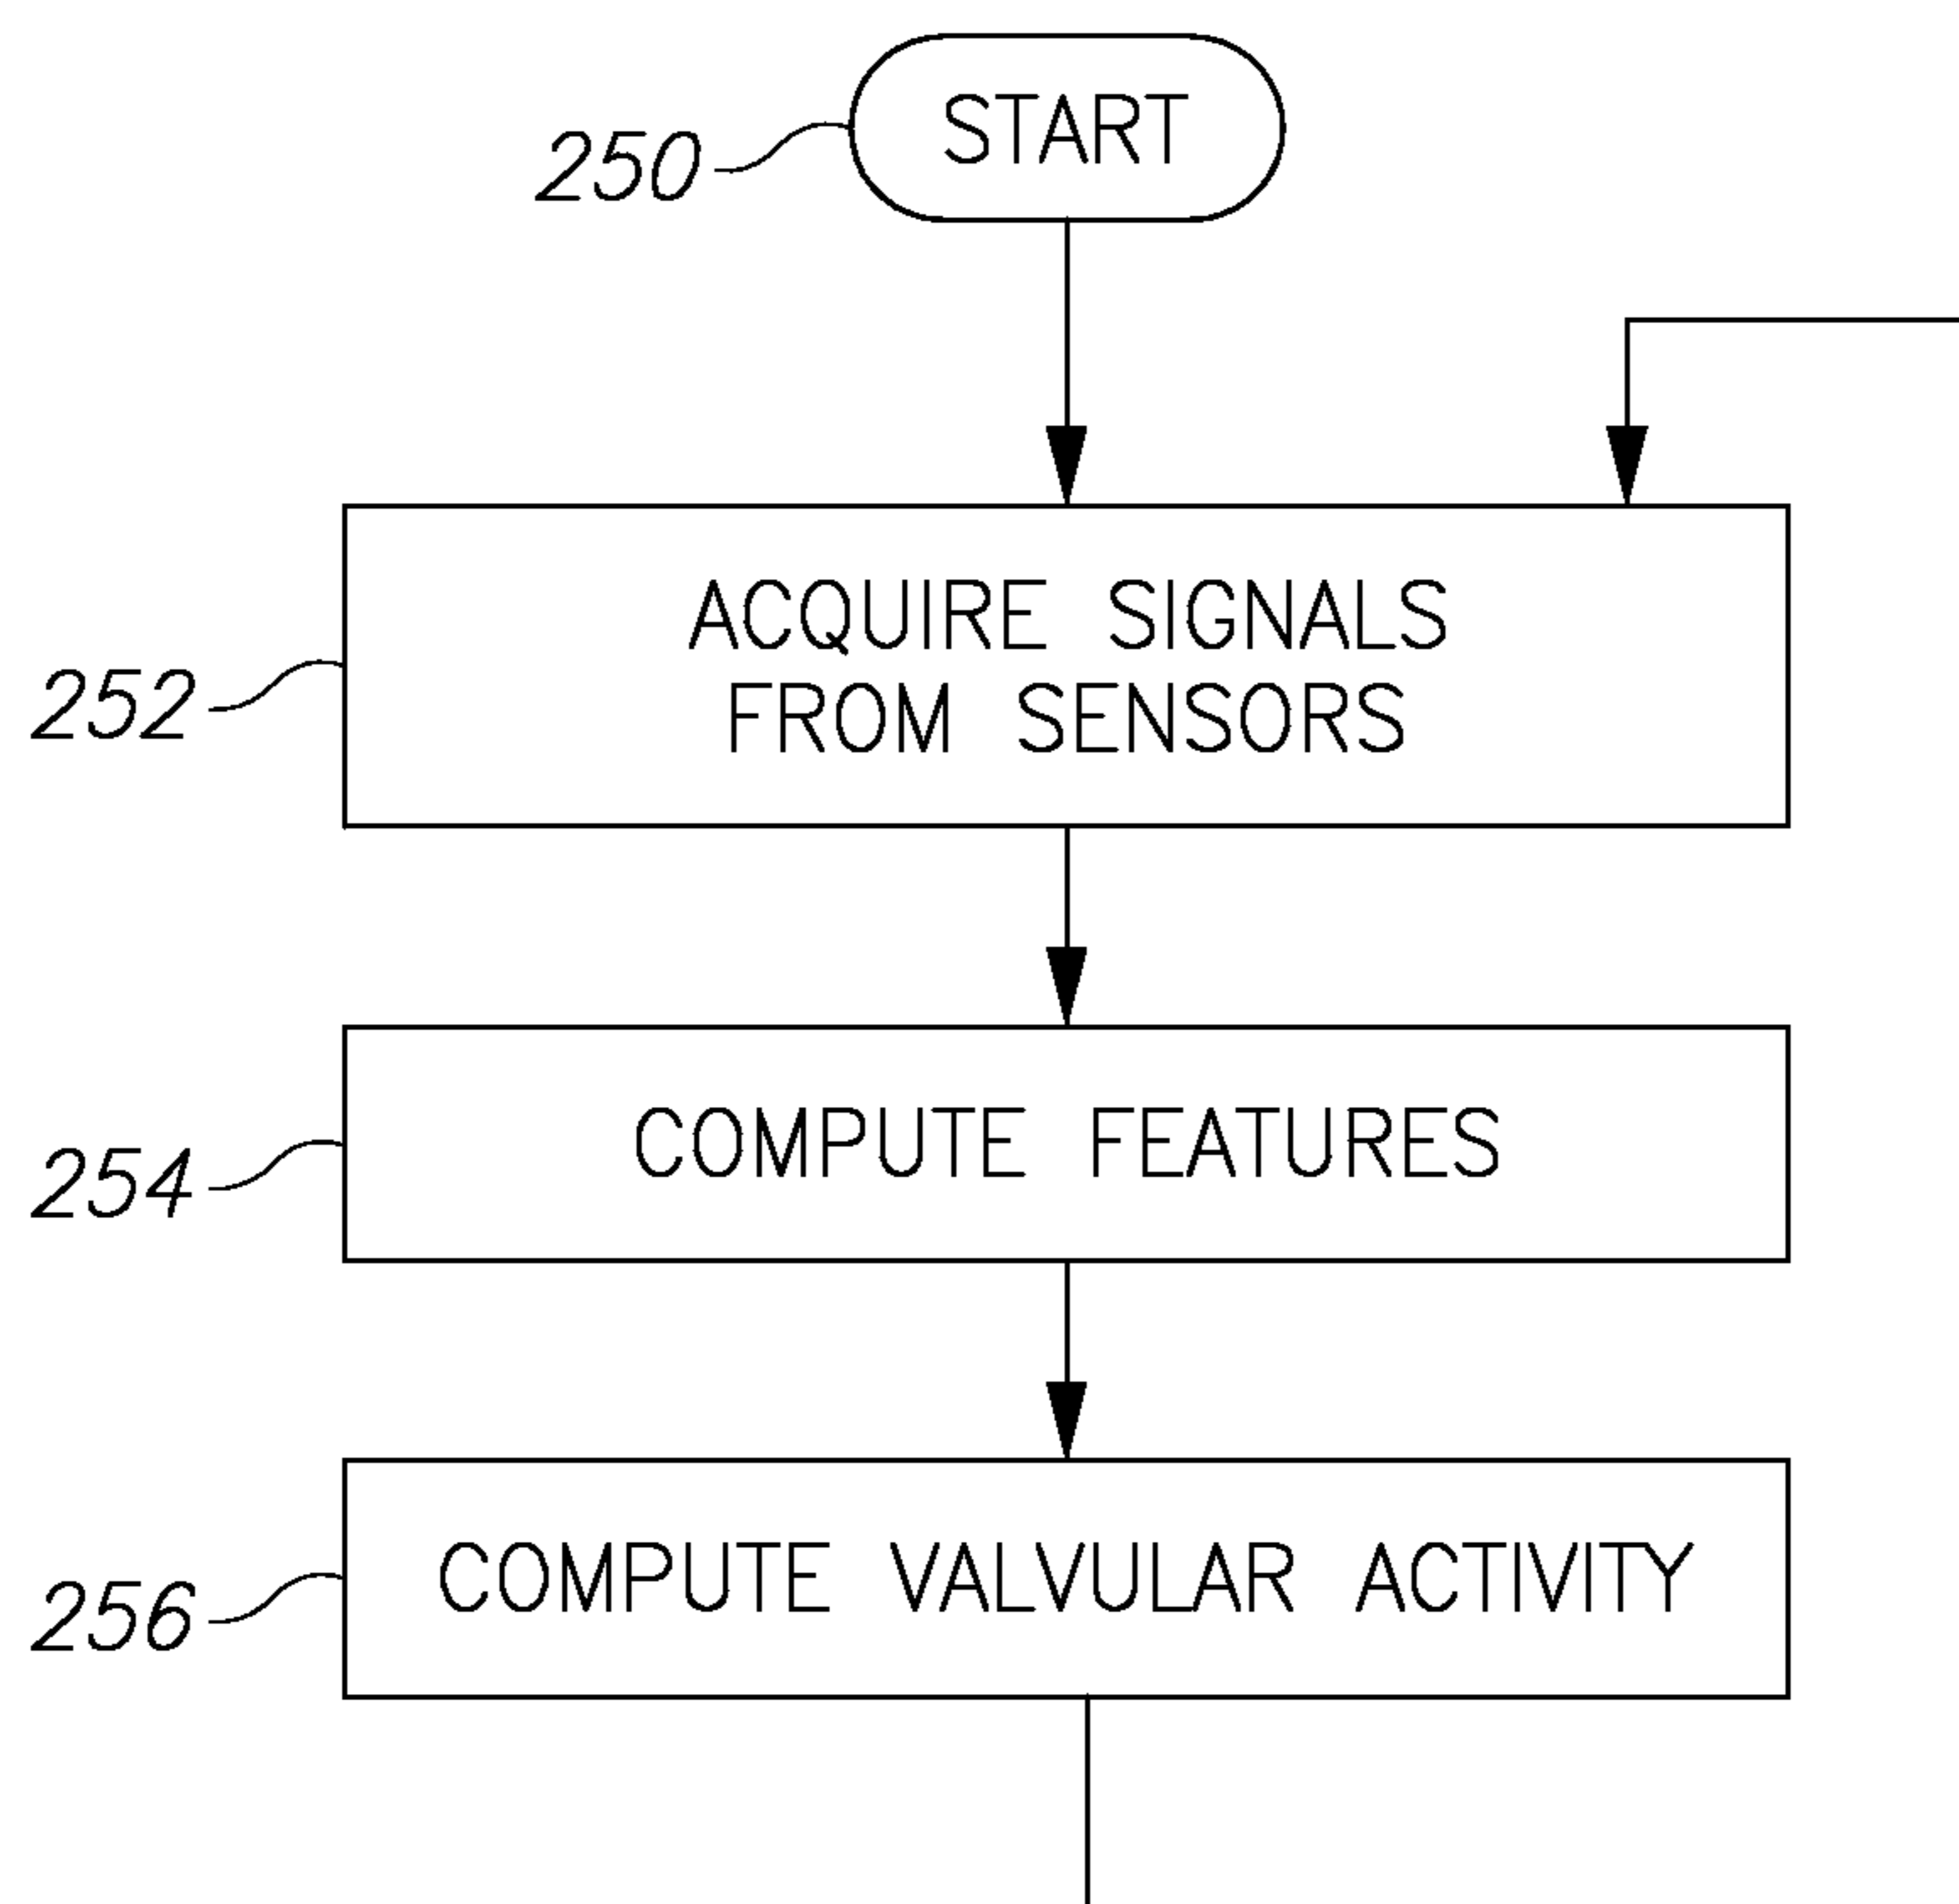 START
250
ACQUIRE SIGNALS
FROM SENSORS
252
COMPUTE FEATURES
254
COMPUTE VALVULAR ACTIVITY
256